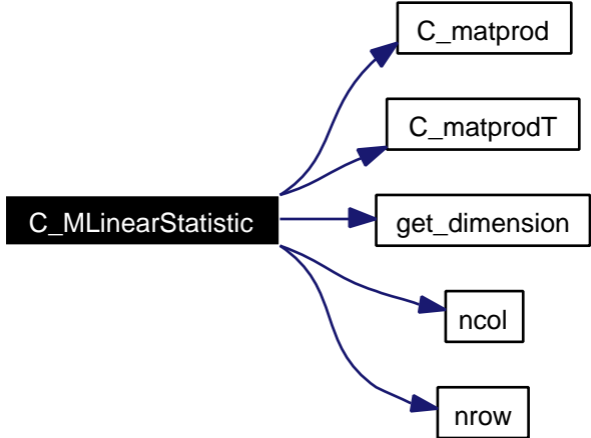 C_matprod
C_matprodT
C_MLinearStatistic
get_dimension
ncol
nrow